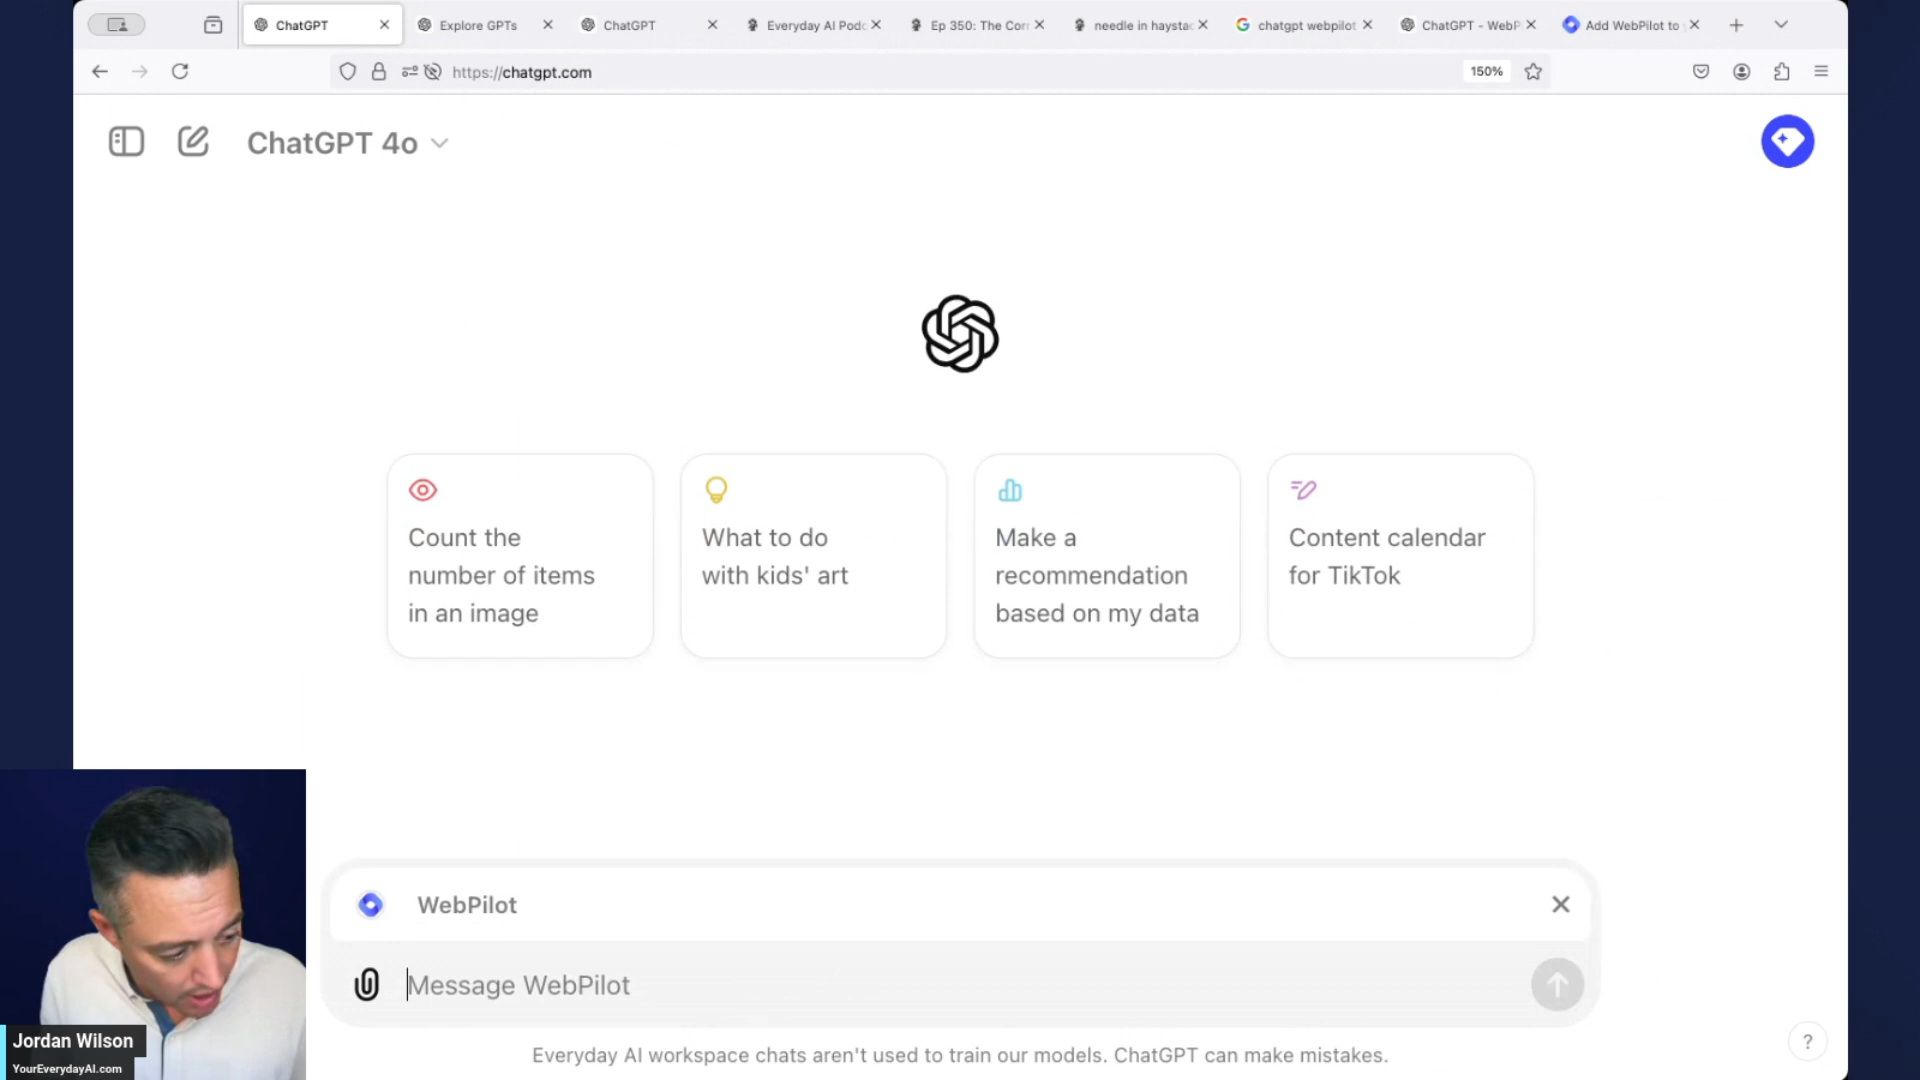 ChatGPT
Explore GPTs
ChatGPT
Everyday AI Podc
Ep 350: The Corr
needle in haystac
chatgpt webpilot
ChatGPT - WebP
Add WebPilot to
https://chatgpt.com
150%
ChatGPT 4o
Count the
number of items
in an image
What to do
with kids' art
Make a
recommendation
based on my data
Content calendar
for TikTok
WebPilot
Message WebPilot
Everyday AI workspace chats aren't used to train our models. ChatGPT can make mistakes.
?
Jordan Wilson
YourEverydayAI.com